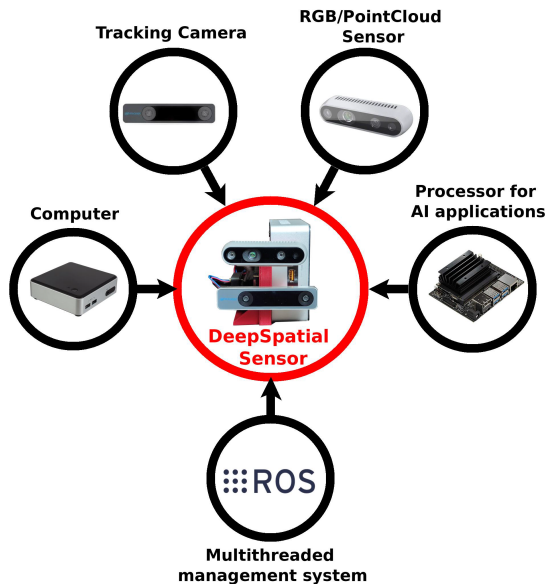 Tracking Camera
RGB/PointCloud
Sensor
Computer
Processor for
AI applications
DeepSpatial
Sensor
ROS
Multithreaded
management system